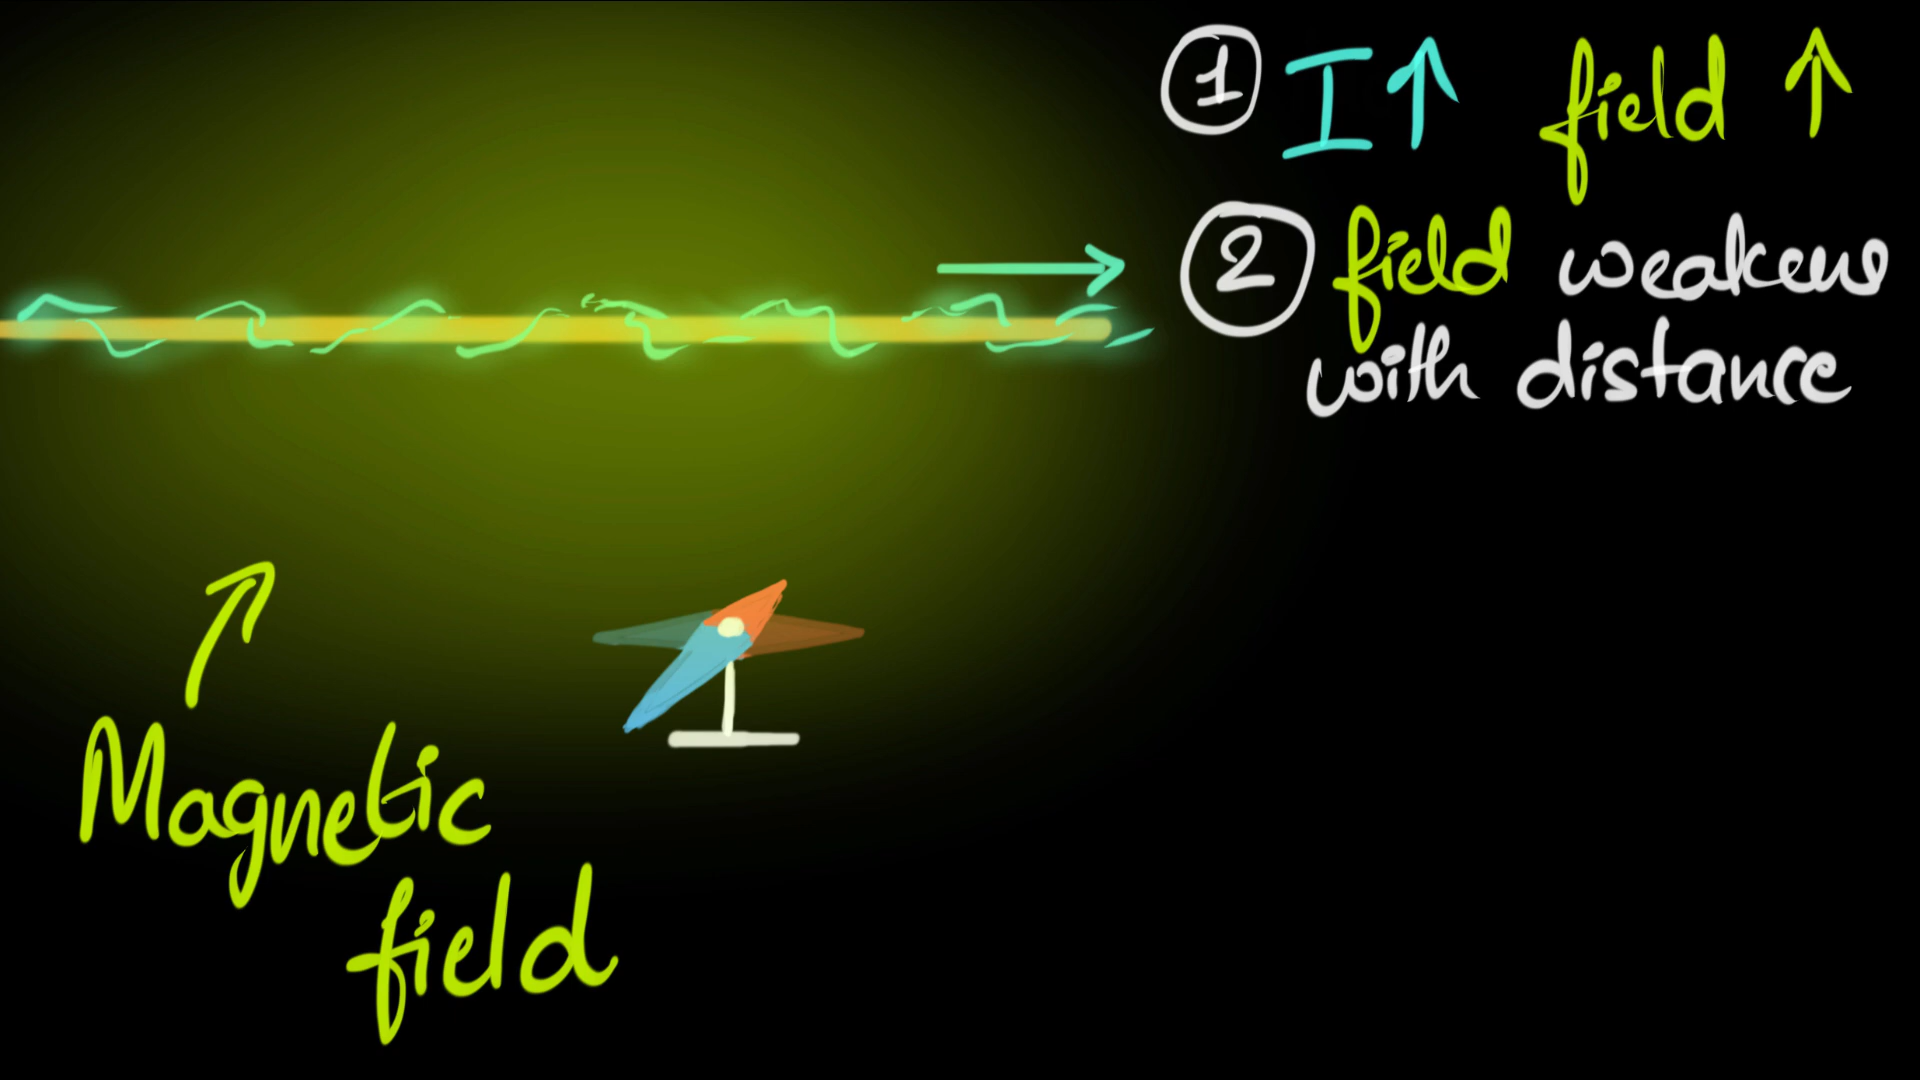 ① I↑ field ↑
② field weakens
with distance
Magnetic
field